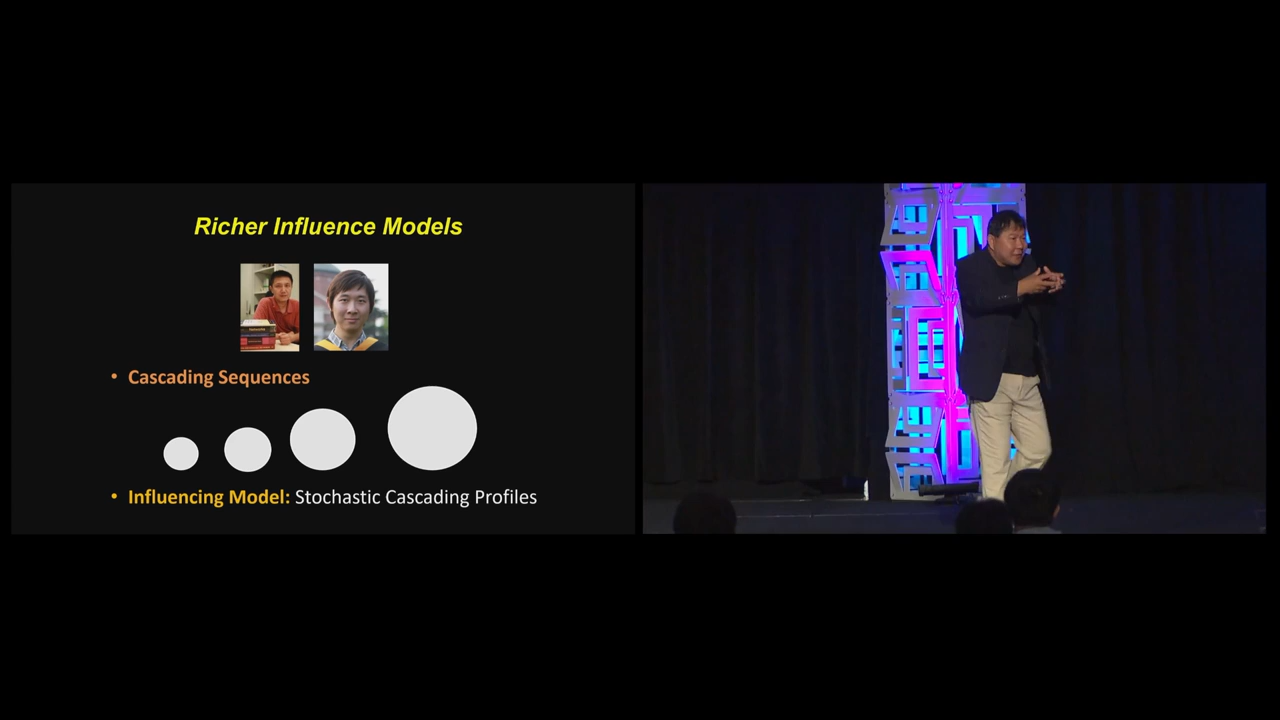 Richer Influence Models
• Cascading Sequences
• Influencing Model: Stochastic Cascading Profiles